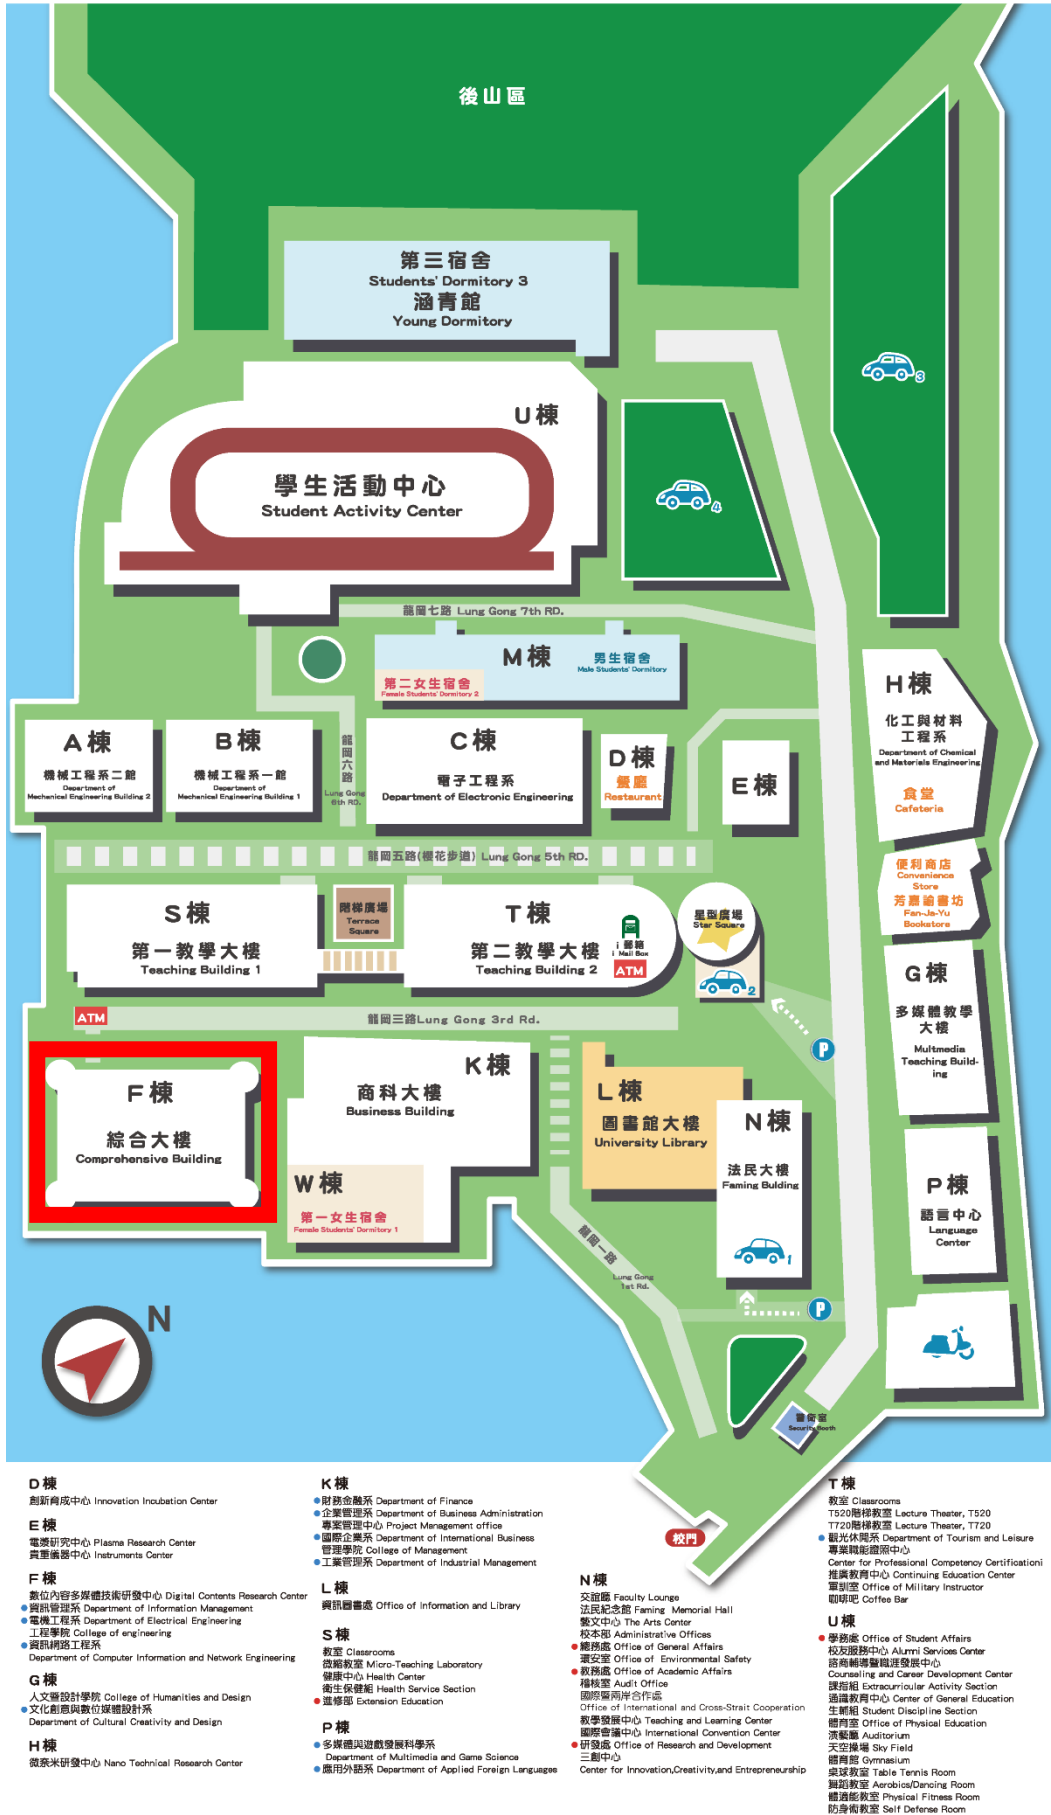 後山區
第三宿舍
Students' Dormitory 3
涵青館
Young Dormitory
3
U棟
學生活動中心
Student Activity Center
4
龍岡七路 Lung Gong 7th RD.
M棟
男生宿舍
Male Students' Dormitory
第二女生宿舍
Female Students' Dormitory 2
H棟
化工與材料
工程系
Department of Chemical
and Materials Engineering
食堂
Cafeteria
A棟
機械工程系二館
Department of
Mechanical Engineering Building 2
B棟
機械工程系一館
Department of
Mechanical Engineering Building 1
龍岡六路
Lung Gong
6th RD.
C棟
電子工程系
Department of Electronic Engineering
D棟
餐廳
Restaurant
E棟
龍岡五路(櫻花步道) Lung Gong 5th RD.
便利商店
Convenience
Store
芳嘉諭書坊
Fan-Ja-Yu
Bookstore
S棟
第一教學大樓
Teaching Building 1
階梯廣場
Terrace
Square
T棟
第二教學大樓
Teaching Building 2
i 郵箱
i Mail Box
ATM
星型廣場
Star Square
2
G棟
多媒體教學
大樓
Multmedia
Teaching Build-
ing
ATM
龍岡三路Lung Gong 3rd Rd.
P
F棟
綜合大樓
Comprehensive Building
K棟
商科大樓
Business Building
W棟
第一女生宿舍
Female Students' Dormitory 1
L棟
圖書館大樓
University Library
N棟
法民大樓
Faming Bulding
1
P棟
語言中心
Language
Center
龍岡一路
Lung Gong
1st Rd.
P
N
警衛室
Security Booth
校門
D棟
創新育成中心 Innovation Incubation Center
E棟
電漿研究中心 Plasma Research Center
貴重儀器中心 Instruments Center
F棟
數位內容多媒體技術研發中心 Digital Contents Research Center
資訊管理系 Department of Information Management
電機工程系 Department of Electrical Engineering
工程學院 College of engineering
資訊網路工程系
Department of Computer Information and Network Engineering
G棟
人文暨設計學院 College of Humanities and Design
文化創意與數位媒體設計系
Department of Cultural Creativity and Design
H棟
微奈米研發中心 Nano Technical Research Center
K棟
財務金融系 Department of Finance
企業管理系 Department of Business Administration
專案管理中心 Project Management office
國際企業系 Department of International Business
管理學院 College of Management
工業管理系 Department of Industrial Management
L棟
資訊圖書處 Office of Information and Library
S棟
教室 Classrooms
微縮教室 Micro-Teaching Laboratory
健康中心 Health Center
衛生保健組 Health Service Section
進修部 Extension Education
P棟
多媒體與遊戲發展科學系
Department of Multimedia and Game Science
應用外語系 Department of Applied Foreign Languages
N棟
交誼廳 Faculty Lounge
法民紀念館 Faming Memorial Hall
藝文中心 The Arts Center
校本部 Administrative Offices
總務處 Office of General Affairs
環安室 Office of Environmental Safety
教務處 Office of Academic Affairs
稽核室 Audit Office
國際暨兩岸合作處
Office of International and Cross-Strait Cooperation
教學發展中心 Teaching and Learning Center
國際會議中心 International Convention Center
研發處 Office of Research and Development
三創中心
Center for Innovation,Creativity,and Entrepreneurship
T棟
教室 Classrooms
T520階梯教室 Lecture Theater, T520
T720階梯教室 Lecture Theater, T720
觀光休閒系 Department of Tourism and Leisure
專業職能證照中心
Center for Professional Competency Certificationi
推廣教育中心 Continuing Education Center
軍訓室 Office of Military Instructor
咖啡吧 Coffee Bar
U棟
學務處 Office of Student Affairs
校友服務中心 Alumni Services Center
諮商輔導暨職涯發展中心
Counseling and Career Development Center
課指組 Extracurricular Activity Section
通識教育中心 Center of General Education
生輔組 Student Discipline Section
體育室 Office of Physical Education
演藝廳 Auditorium
天空操場 Sky Field
體育館 Gymnasium
桌球教室 Table Tennis Room
舞蹈教室 Aerobics/Dancing Room
體適能教室 Physical Fitness Room
防身術教室 Self Defense Room